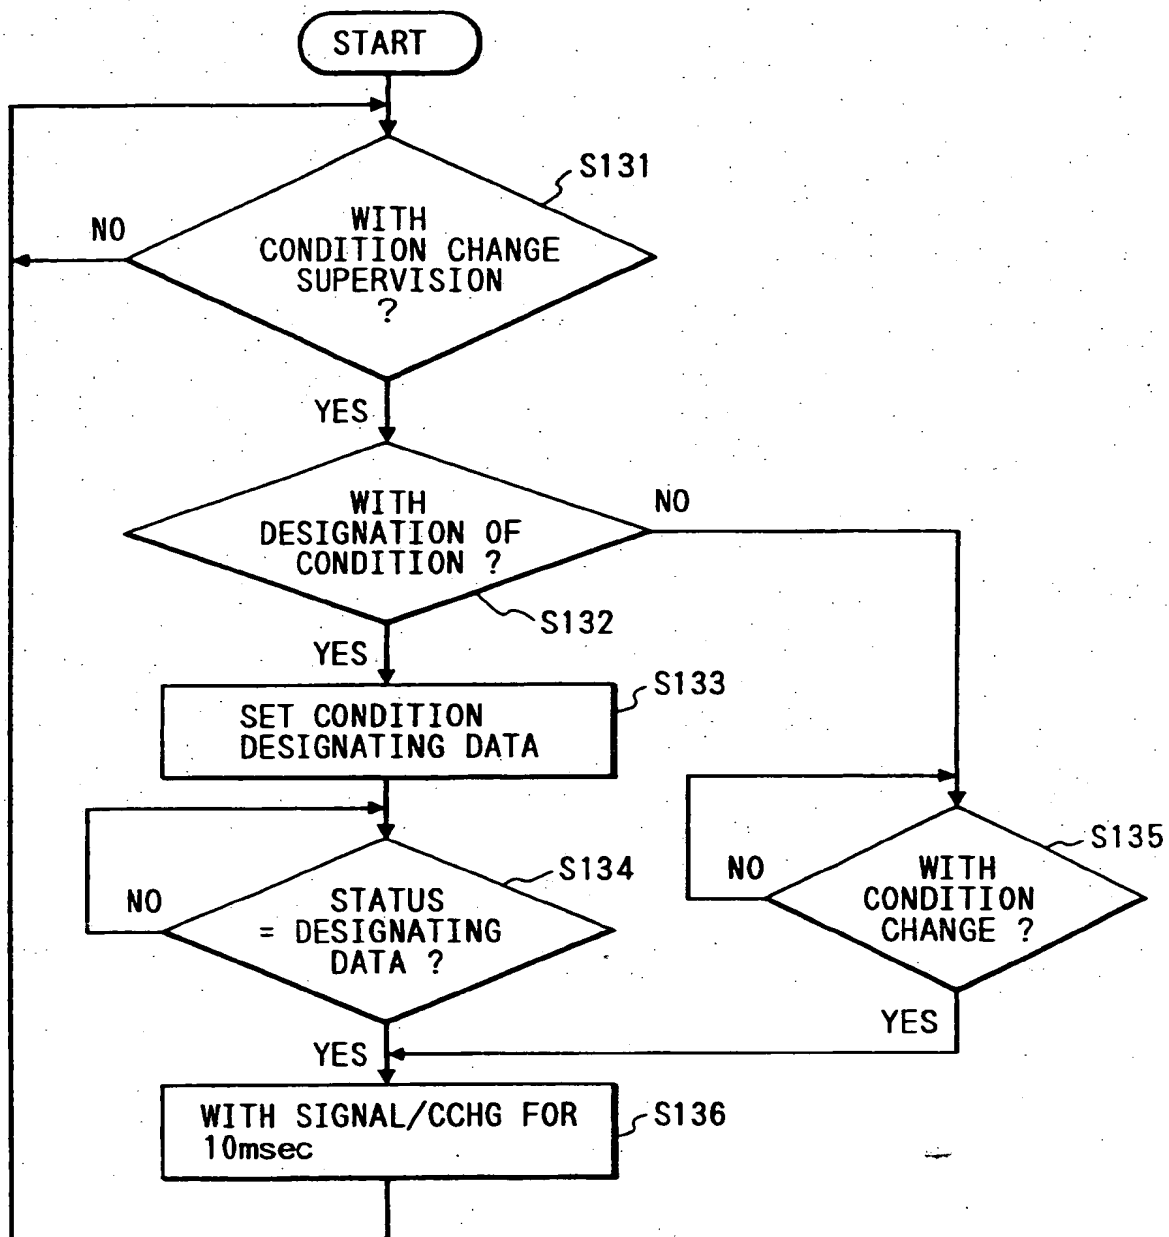 START
S131
NO
WITH
CONDITION CHANGE
SUPERVISION
?
YES
WITH
DESIGNATION OF
CONDITION ?
NO
S132
YES
S133
SET CONDITION
DESIGNATING DATA
S134
NO
STATUS
= DESIGNATING
DATA ?
S135
NO
WITH
CONDITION
CHANGE ?
YES
YES
S136
WITH SIGNAL/CCHG FOR
10msec